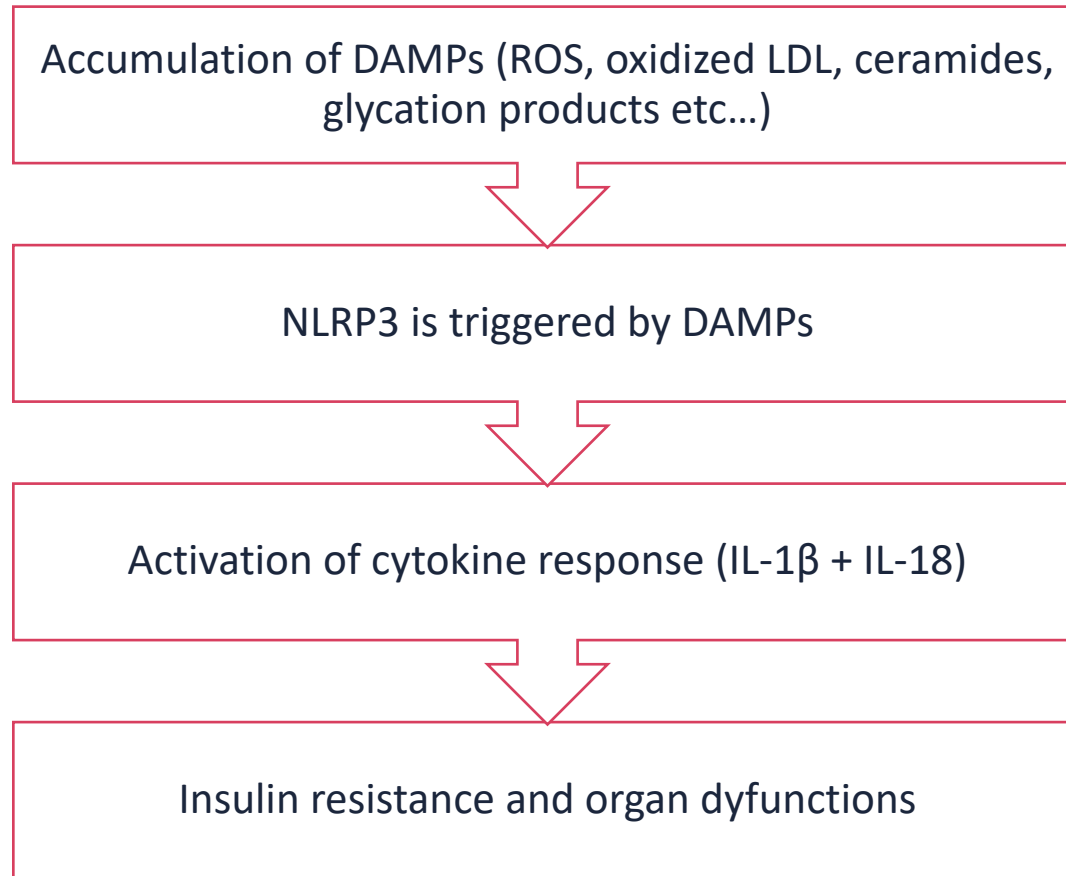 Accumulation of DAMPs (ROS, oxidized LDL, ceramides,
glycation products etc…)
NLRP3 is triggered by DAMPs
Activation of cytokine response (IL-1β + IL-18)
Insulin resistance and organ dyfunctions